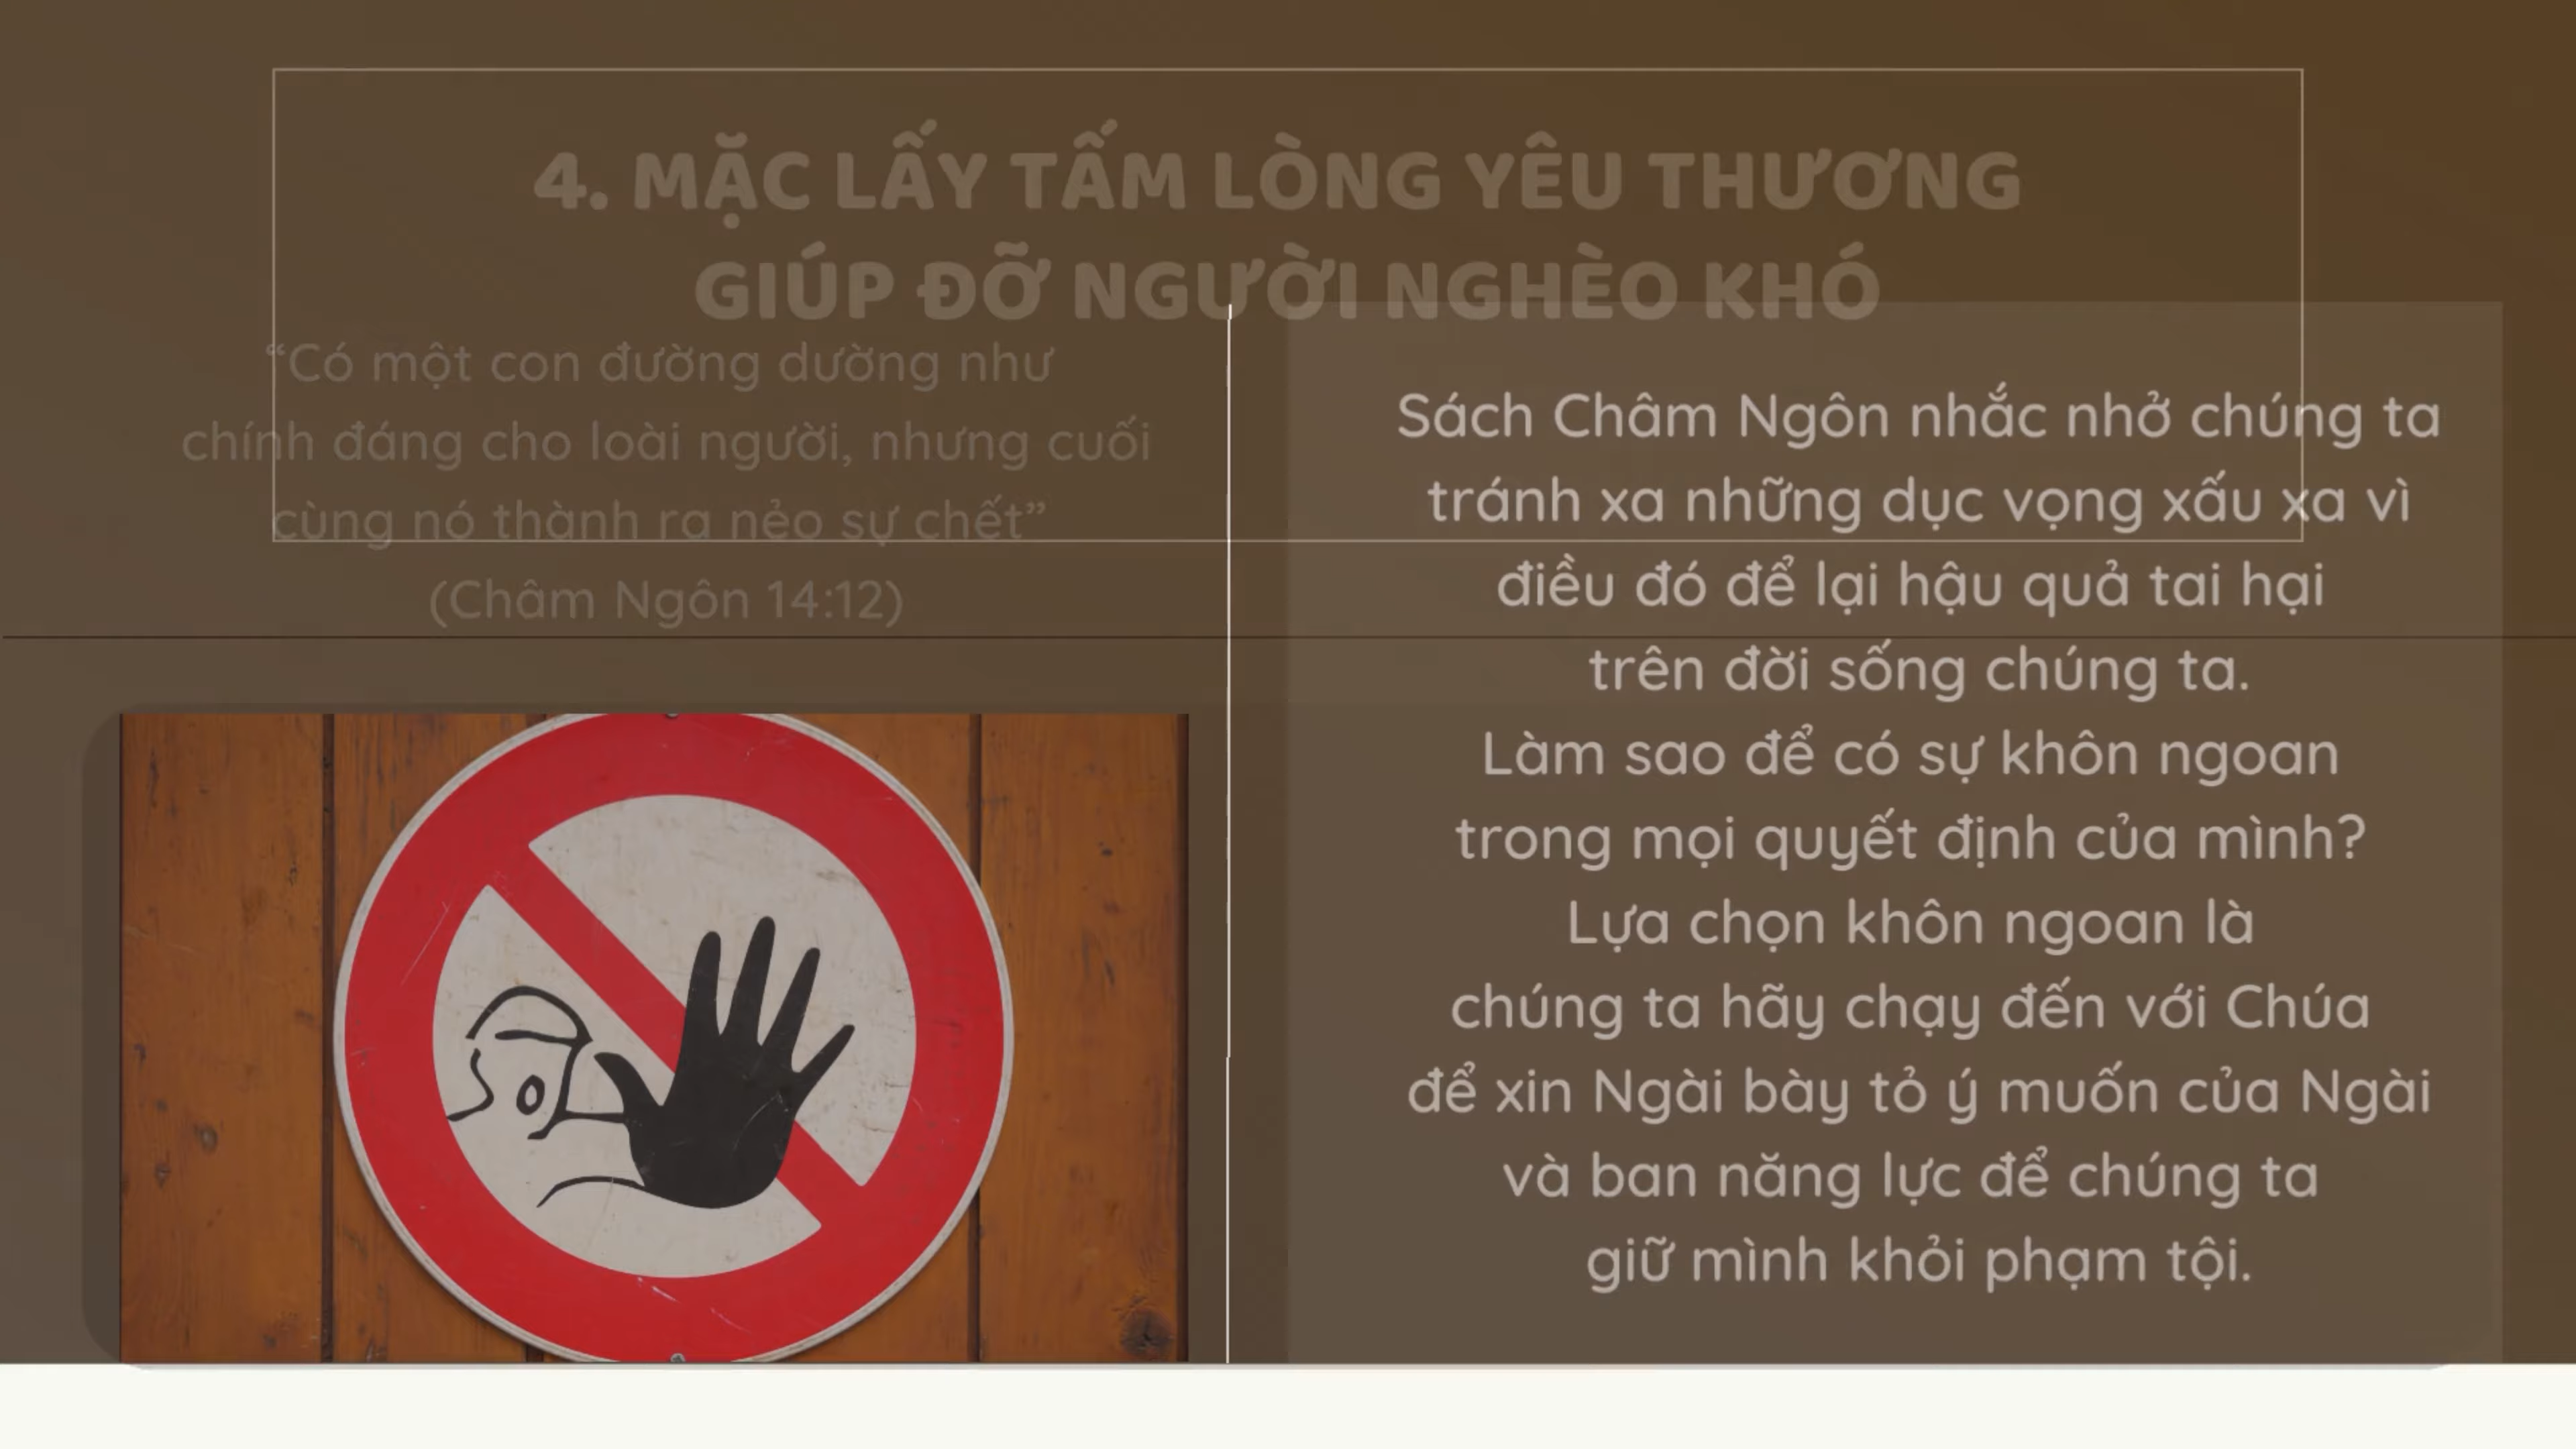 4. MẶC LẤY TẤM LÒNG YÊU THƯƠNG
GIÚP ĐỠ NGƯỜI NGHÈO KHÓ
“Có một con đường dường như
chính đáng cho loài người, nhưng cuối
cùng nó thành ra nẻo sự chết”
(Châm Ngôn 14:12)
Sách Châm Ngôn nhắc nhở chúng ta
tránh xa những dục vọng xấu xa vì
điều đó để lại hậu quả tai hại
trên đời sống chúng ta.
Làm sao để có sự khôn ngoan
trong mọi quyết định của mình?
Lựa chọn khôn ngoan là
chúng ta hãy chạy đến với Chúa
để xin Ngài bày tỏ ý muốn của Ngài
và ban năng lực để chúng ta
giữ mình khỏi phạm tội.